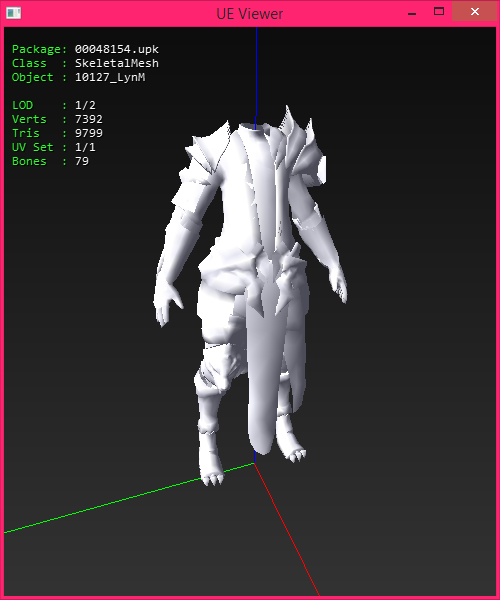 UE Viewer
Package: 00048154.upk
Class  : SkeletalMesh
Object : 10127_LynM
LOD    : 1/2
Verts  : 7392
Tris   : 9799
UV Set : 1/1
Bones  : 79